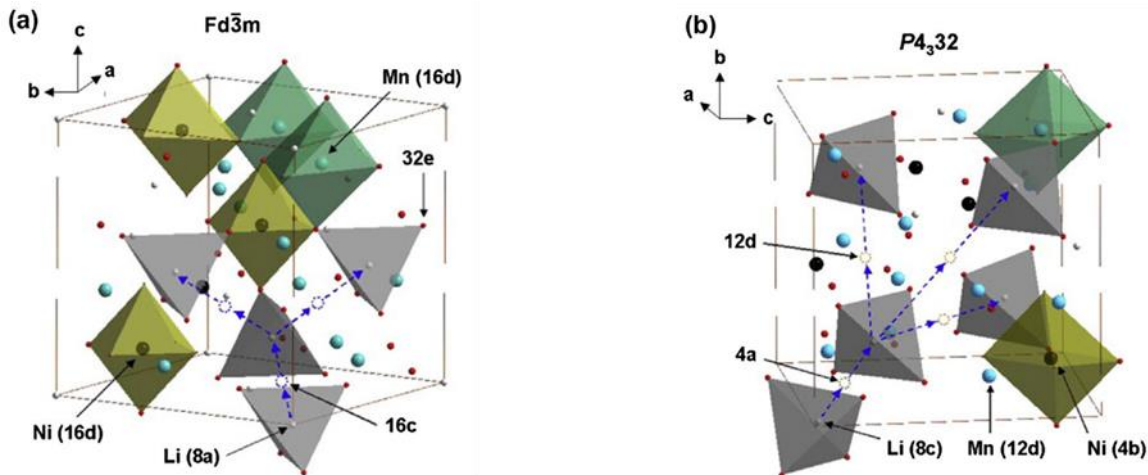 (a)
Fd3̄m
c
a
b
Mn (16d)
32e
Ni (16d)
Li (8a)
16c
(b)
P4₃32
b
a
c
12d
4a
Li (8c)
Mn (12d)
Ni (4b)